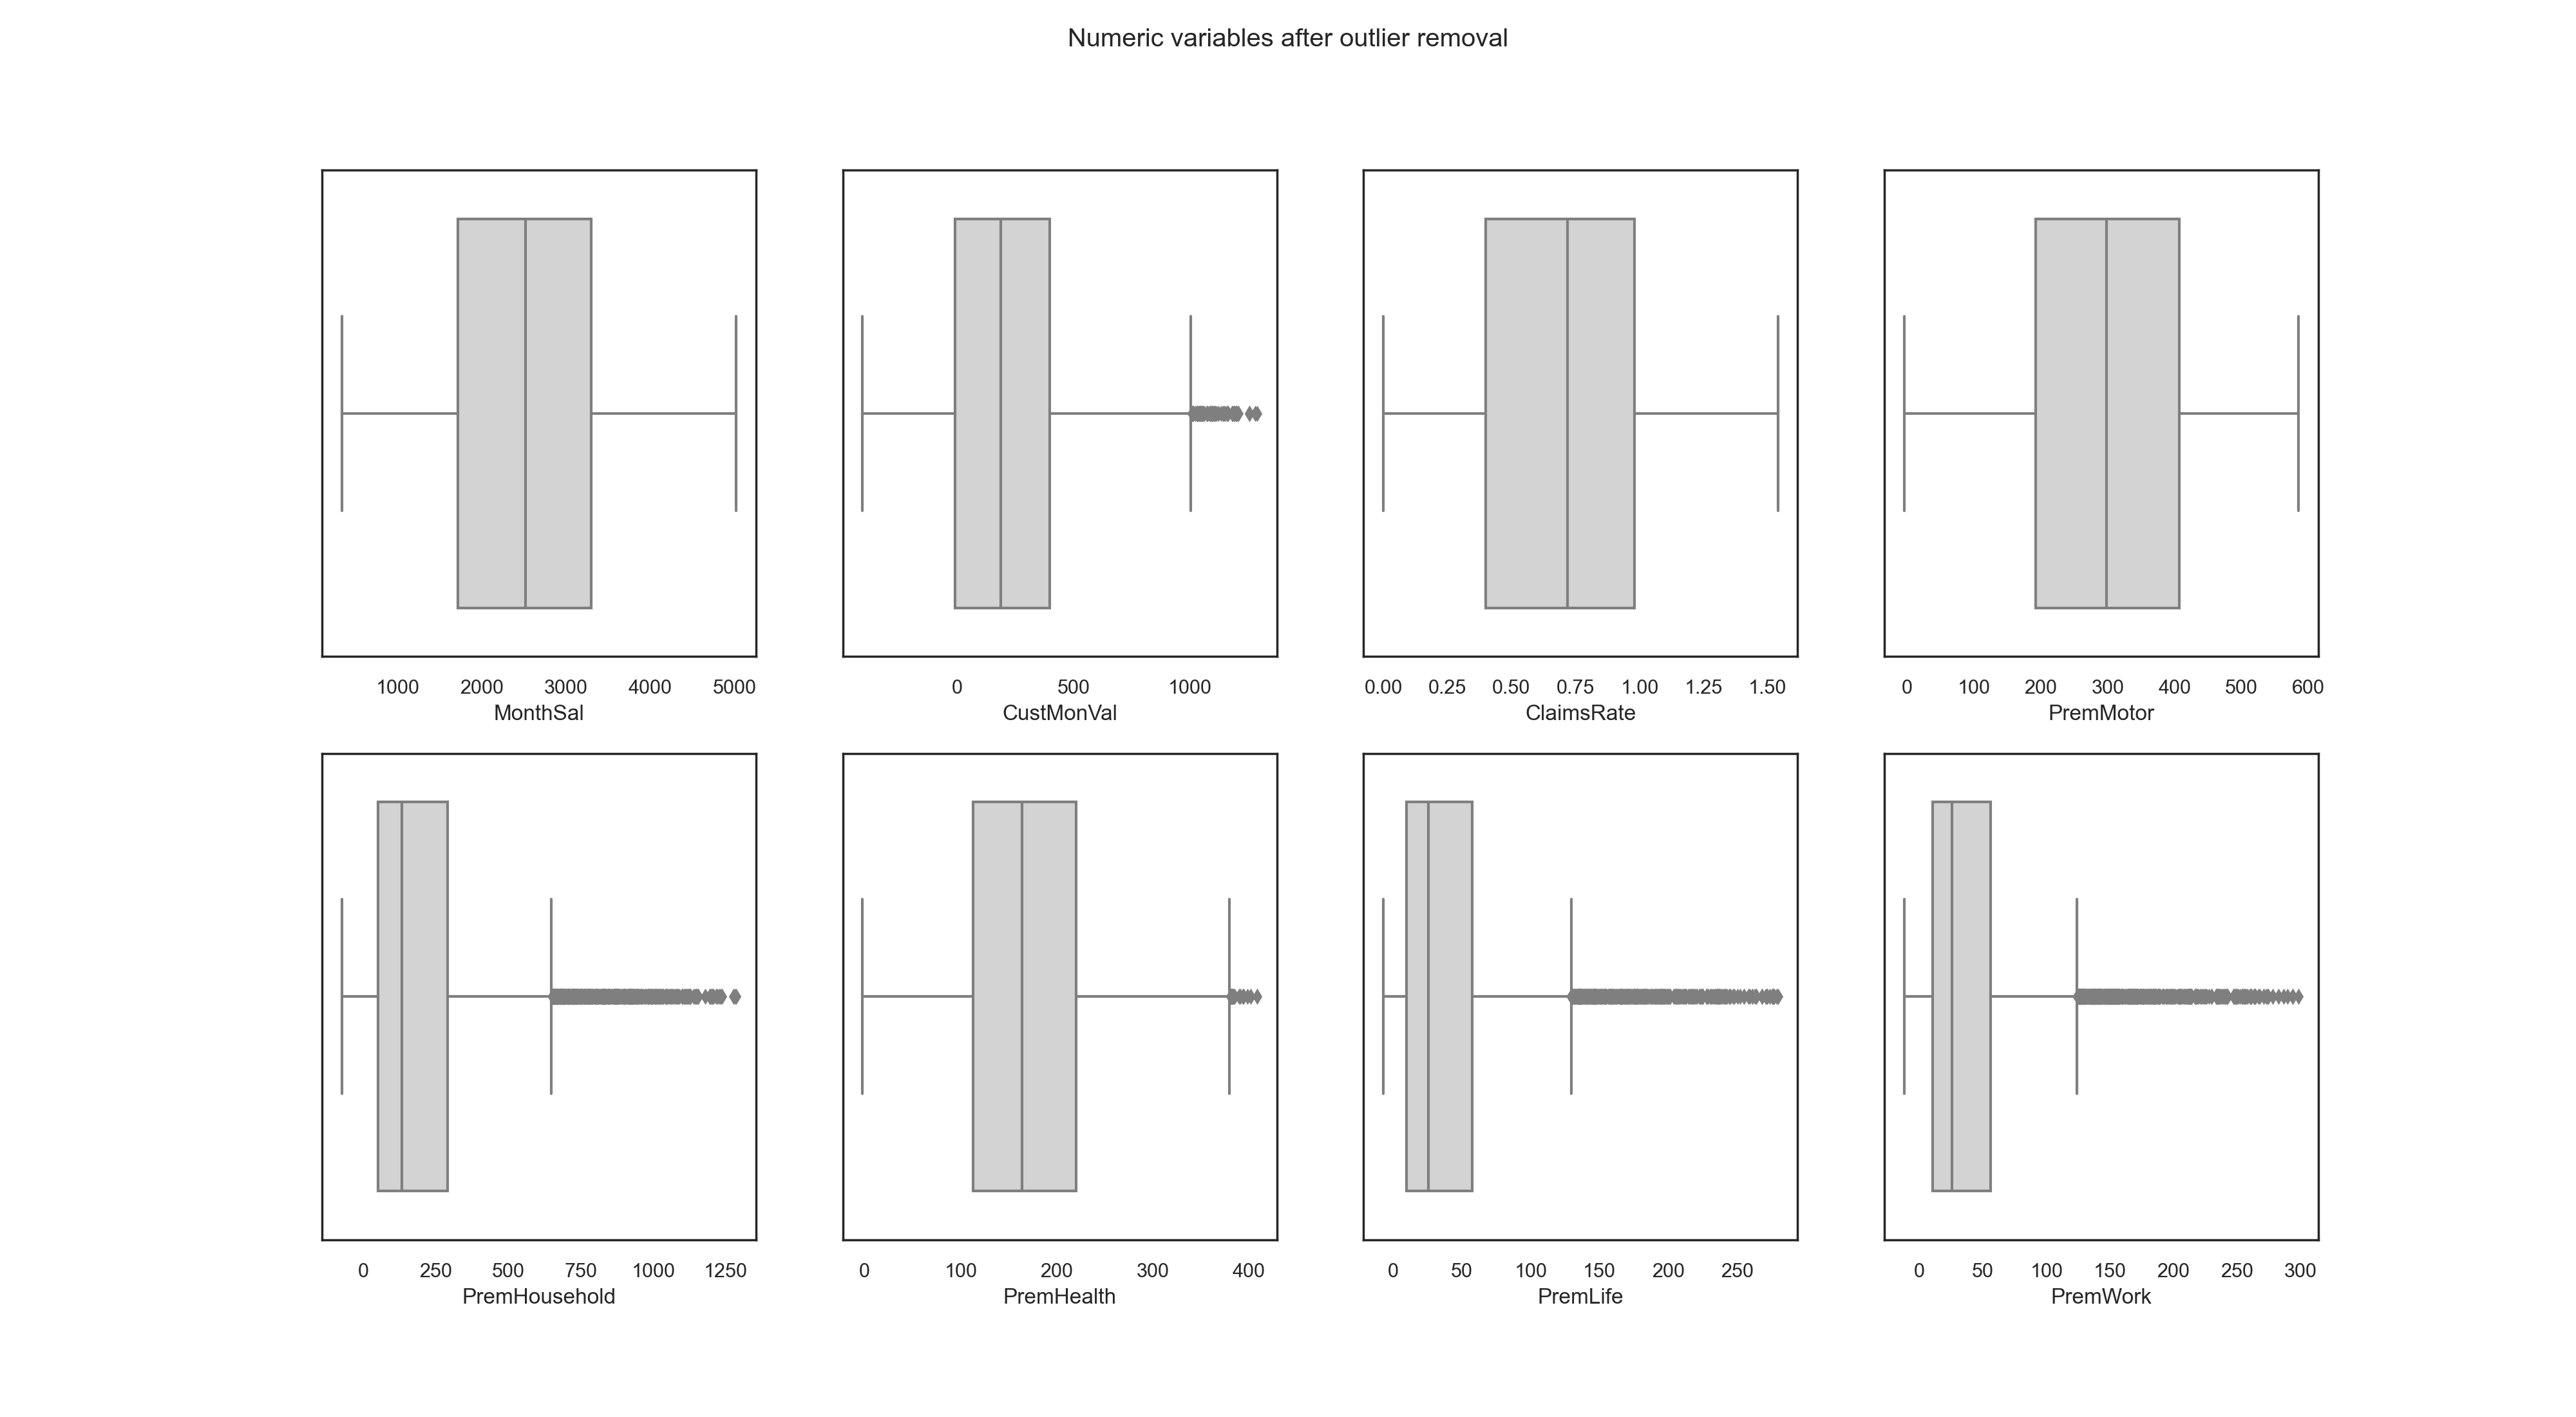 Numeric variables after outlier removal
1000 2000 3000 4000 5000
MonthSal
0 500 1000
CustMonVal
0.00 0.25 0.50 0.75 1.00 1.25 1.50
ClaimsRate
0 100 200 300 400 500 600
PremMotor
0 250 500 750 1000 1250
PremHousehold
0 100 200 300 400
PremHealth
0 50 100 150 200 250
PremLife
0 50 100 150 200 250 300
PremWork